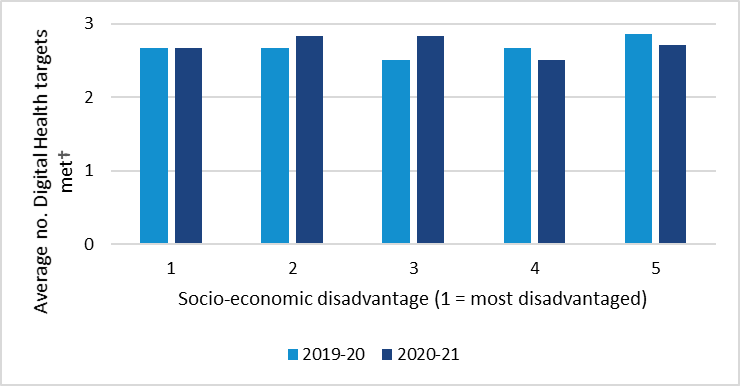 Average no. Digital Health targets
met†
3
2
1
0
1 2 3 4 5
Socio-economic disadvantage (1 = most disadvantaged)
2019-20 2020-21